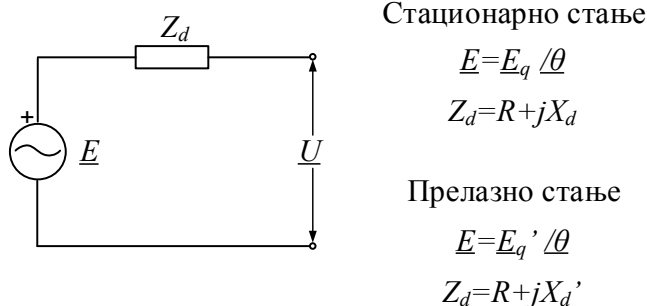 Z_d
+
E
U
Стационарно стање
E=E_q /θ
Z_d=R+jX_d
Прелазно стање
E=E_q’ /θ
Z_d=R+jX_d’